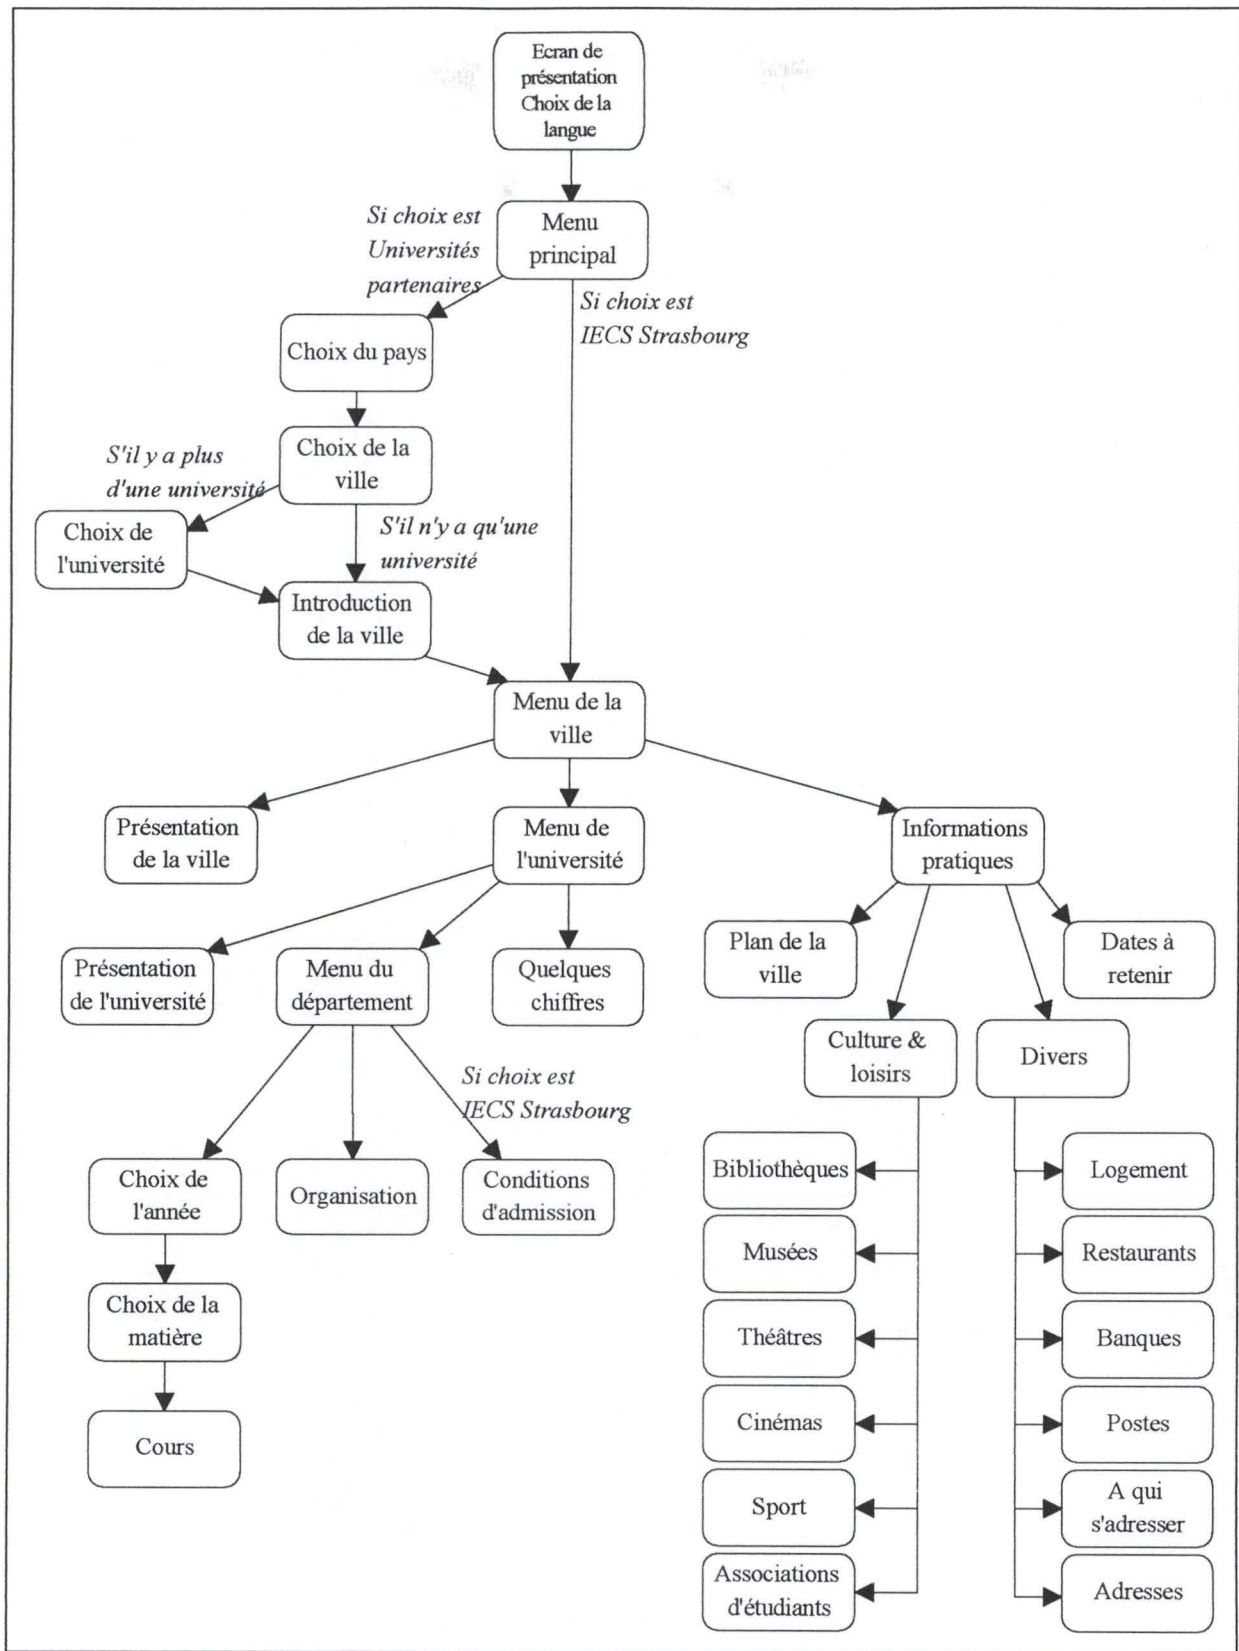 Ecran de
présentation
Choix de la
langue
Si choix est
Universités
partenaires
Menu
principal
Si choix est
IECS Strasbourg
Choix du pays
Choix de la
ville
S'il y a plus
d'une université
Choix de
l'université
S'il n'y a qu'une
université
Introduction
de la ville
Menu de la
ville
Présentation
de la ville
Menu de
l'université
Informations
pratiques
Présentation
de l'université
Menu du
département
Quelques
chiffres
Plan de la
ville
Dates à
retenir
Culture &
loisirs
Divers
Si choix est
IECS Strasbourg
Choix de
l'année
Organisation
Conditions
d'admission
Choix de la
matière
Cours
Bibliothèques
Musées
Théâtres
Cinémas
Sport
Associations
d'étudiants
Logement
Restaurants
Banques
Postes
A qui
s'adresser
Adresses